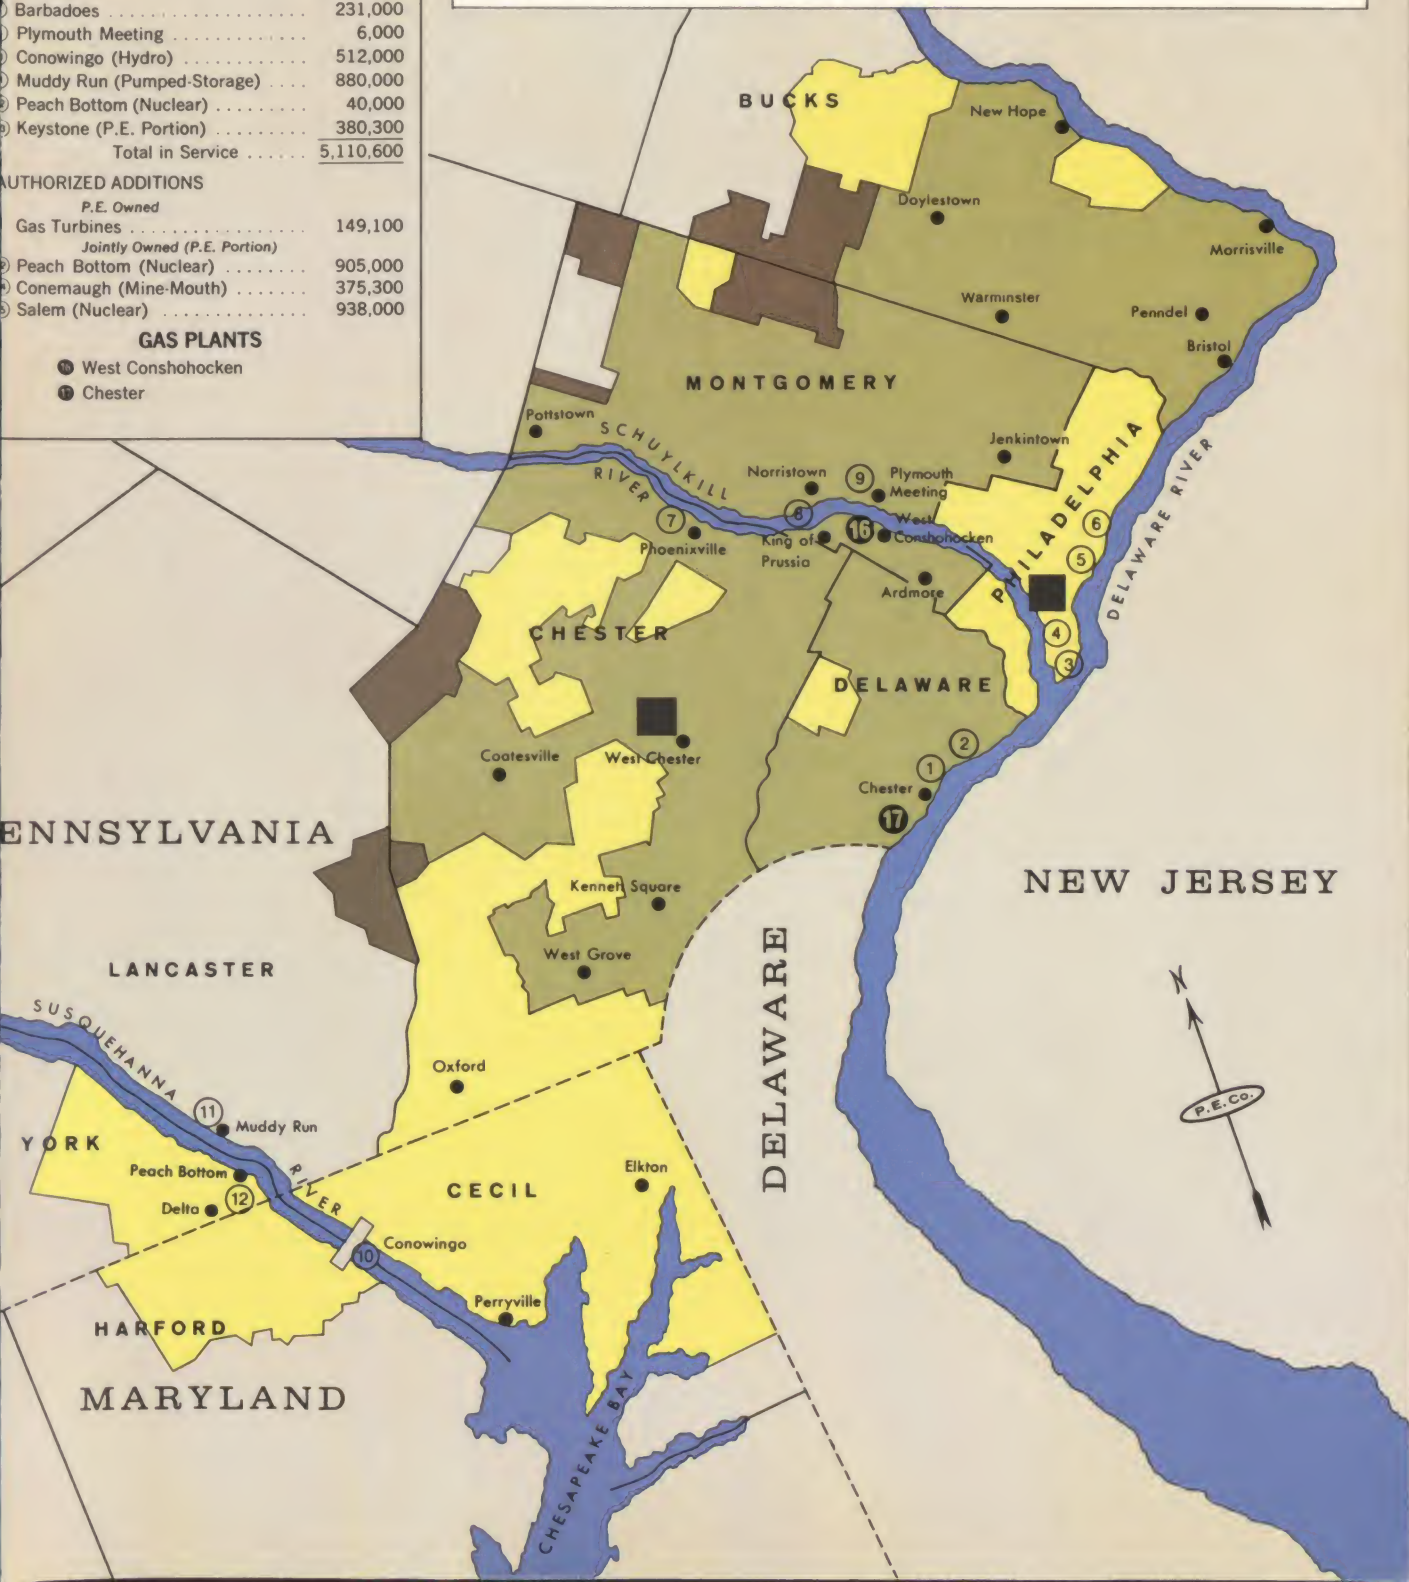 Barbadoes . . . . . . . . . . . . . 231,000
Plymouth Meeting . . . . . . . . . . . . . 6,000
Conowingo (Hydro) . . . . . . . . . . . . 512,000
Muddy Run (Pumped-Storage) . . . . 880,000
Peach Bottom (Nuclear) . . . . . . . . . 40,000
Keystone (P.E. Portion) . . . . . . . . . 380,300
Total in Service . . . . . . 5,110,600
AUTHORIZED ADDITIONS
P.E. Owned
Gas Turbines . . . . . . . . . . . . . . . . . . 149,100
Jointly Owned (P.E. Portion)
Peach Bottom (Nuclear) . . . . . . . . 905,000
Conemaugh (Mine-Mouth) . . . . . . . 375,300
Salem (Nuclear) . . . . . . . . . . . . . . 938,000
GAS PLANTS
16 West Conshohocken
17 Chester
BUCKS
New Hope
Doylestown
Morrisville
Warminster
Penndel
Bristol
MONTGOMERY
Pottstown
SCHUYLKILL
RIVER
Jenkintown
PHILADELPHIA
DELAWARE RIVER
Norristown
9
Plymouth
Meeting
6
7
8
16
West
Conshohocken
Phoenixville
King of
Prussia
5
Ardmore
CHESTER
4
3
DELAWARE
2
Coatesville
West Chester
1
Chester
17
ENNSYLVANIA
NEW JERSEY
Kennett Square
West Grove
DELAWARE
LANCASTER
N
SUSQUEHANNA
RIVER
Oxford
P.E.Co.
11
Muddy Run
YORK
Peach Bottom
Delta
12
CECIL
Elkton
Conowingo
10
Perryville
HARFORD
MARYLAND
CHESAPEAKE BAY